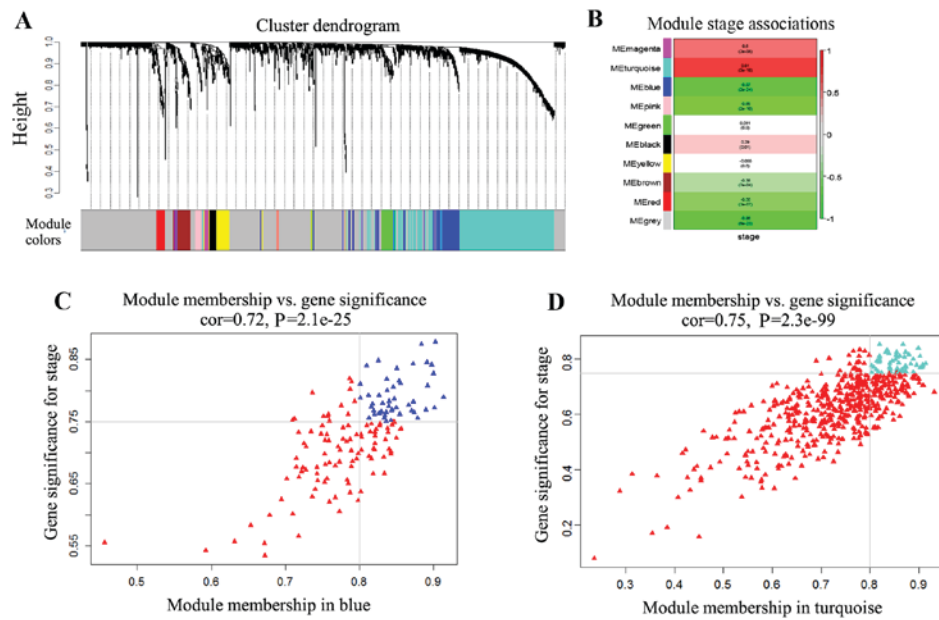 A
Cluster dendrogram
Height
1.0
0.9
0.8
0.7
0.6
0.5
0.4
0.3
Module
colors
B
Module stage associations
MEmagenta
MEturquoise
MEblue
MEpink
MEgreen
MEblack
MEyellow
MEbrown
MEred
MEgrey
stage
1
0.5
0
-0.5
-1
C
Module membership vs. gene significance
cor=0.72, P=2.1e-25
Gene significance for stage
0.85
0.75
0.65
0.55
0.5 0.6 0.7 0.8 0.9
Module membership in blue
D
Module membership vs. gene significance
cor=0.75, P=2.3e-99
Gene significance for stage
0.8
0.6
0.4
0.2
0.3 0.4 0.5 0.6 0.7 0.8 0.9
Module membership in turquoise